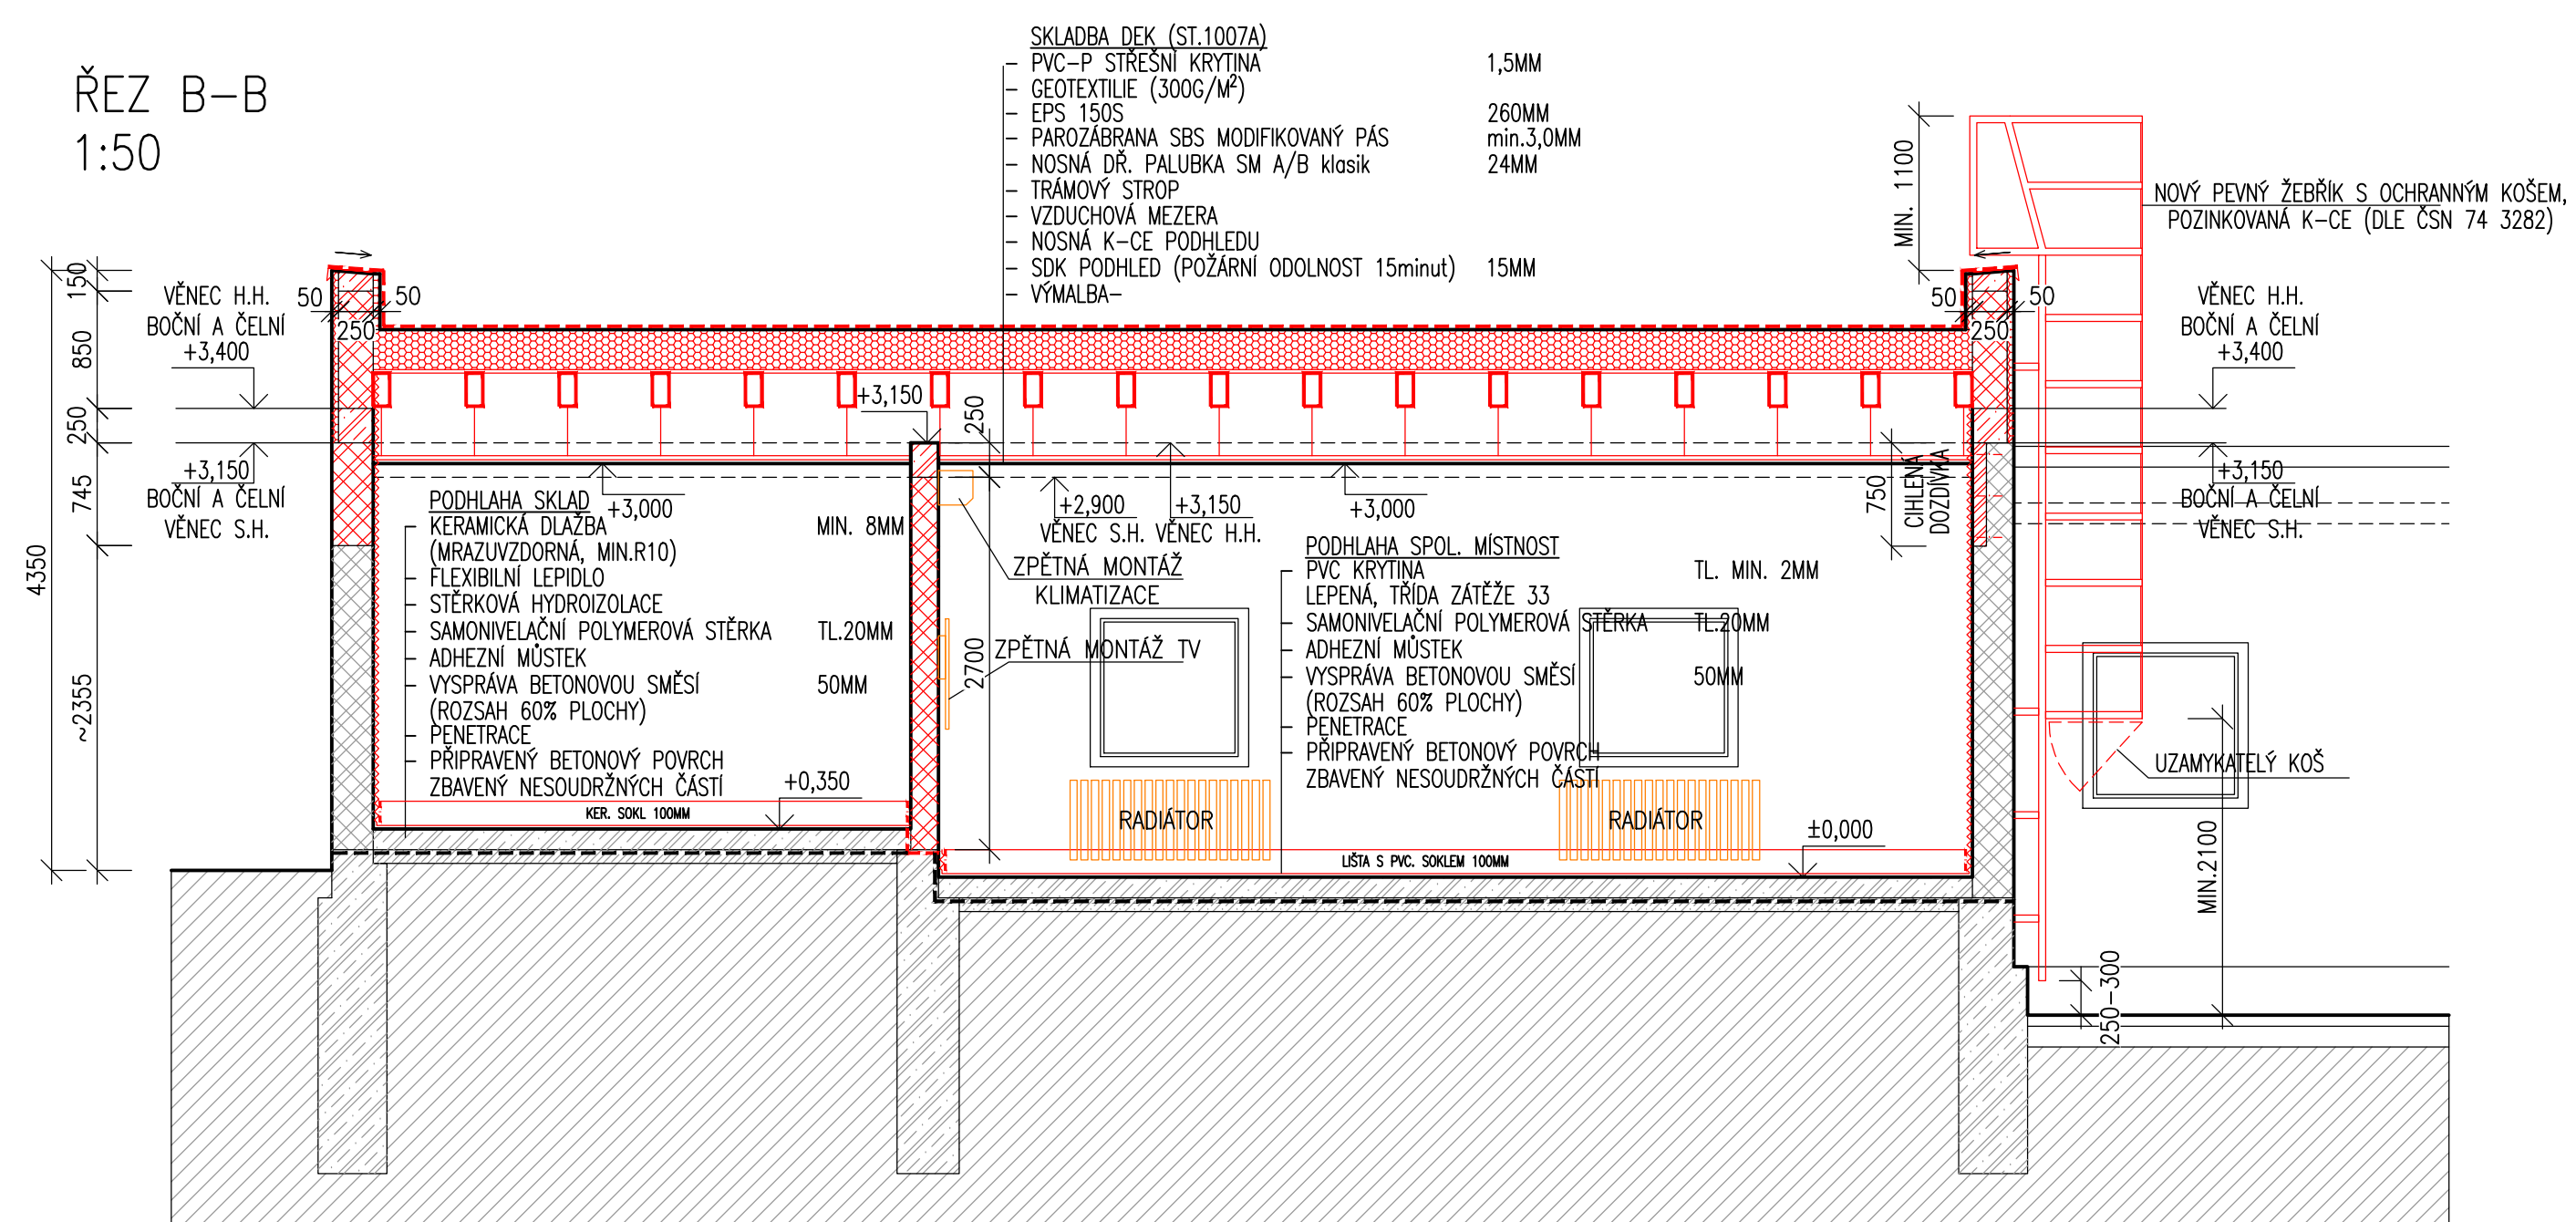 ŘEZ B-B
1:50
SKLADBA DEK (ST.1007A)
PVC-P STŘEŠNÍ KRYTINA 1,5MM
GEOTEXTILIE (300G/M²)
EPS 150S 260MM
PAROZÁBRANA SBS MODIFIKOVANÝ PÁS min.3,0MM
NOSNÁ DŘ. PALUBKA SM A/B klasik 24MM
TRÁMOVÝ STROP
VZDUCHOVÁ MEZERA
NOSNÁ K-CE PODHLEDU
SDK PODHLED (POŽÁRNÍ ODOLNOST 15minut) 15MM
VÝMALBA-
MIN. 1100
NOVÝ PEVNÝ ŽEBŘÍK S OCHRANNÝM KOŠEM,
POZINKOVANÁ K-CE (DLE ČSN 74 3282)
4350
150
850
250
745
~2355
VĚNEC H.H.
BOČNÍ A ČELNÍ
+3,400
+3,150
BOČNÍ A ČELNÍ
VĚNEC S.H.
50
50
250
+3,150
250
50
50
250
VĚNEC H.H.
BOČNÍ A ČELNÍ
+3,400
+3,150
BOČNÍ A ČELNÍ
VĚNEC S.H.
750
CIHLENÁ
DOZDÍVKA
+3,000
+2,900
VĚNEC S.H.
+3,150
VĚNEC H.H.
+3,000
PODHLAHA SKLAD
KERAMICKÁ DLAŽBA MIN. 8MM
(MRAZUVZDORNÁ, MIN.R10)
FLEXIBILNÍ LEPIDLO
STĚRKOVÁ HYDROIZOLACE
SAMONIVELAČNÍ POLYMEROVÁ STĚRKA TL.20MM
ADHEZNÍ MŮSTEK
VYSPRÁVA BETONOVOU SMĚSÍ 50MM
(ROZSAH 60% PLOCHY)
PENETRACE
PŘIPRAVENÝ BETONOVÝ POVRCH
ZBAVENÝ NESOUDRŽNÝCH ČÁSTÍ
+0,350
KER. SOKL 100MM
ZPĚTNÁ MONTÁŽ
KLIMATIZACE
ZPĚTNÁ MONTÁŽ TV
2700
PODHLAHA SPOL. MÍSTNOST
PVC KRYTINA TL. MIN. 2MM
LEPENÁ, TŘÍDA ZÁTĚŽE 33
SAMONIVELAČNÍ POLYMEROVÁ STĚRKA TL.20MM
ADHEZNÍ MŮSTEK
VYSPRÁVA BETONOVOU SMĚSÍ 50MM
(ROZSAH 60% PLOCHY)
PENETRACE
PŘIPRAVENÝ BETONOVÝ POVRCH
ZBAVENÝ NESOUDRŽNÝCH ČÁSTÍ
RADIÁTOR
RADIÁTOR
±0,000
LIŠTA S PVC. SOKLEM 100MM
UZAMYKATELÝ KOŠ
MIN.2100
250-300